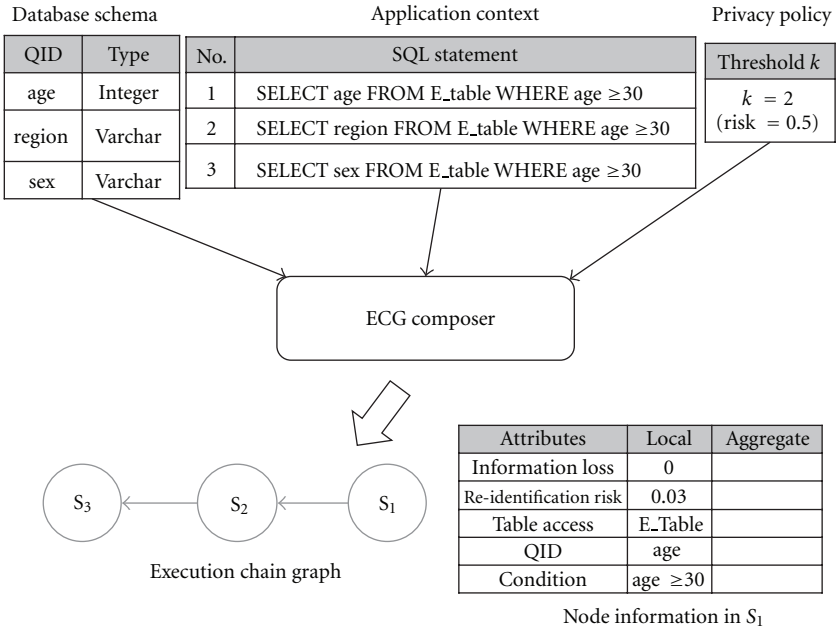 Database schema
Application context
Privacy policy
QID Type
age Integer
region Varchar
sex Varchar
No. SQL statement
1 SELECT age FROM E_table WHERE age ≥30
2 SELECT region FROM E_table WHERE age ≥30
3 SELECT sex FROM E_table WHERE age ≥30
Threshold k
k = 2
(risk = 0.5)
ECG composer
S3 S2 S1
Execution chain graph
Attributes Local Aggregate
Information loss 0
Re-identification risk 0.03
Table access E_Table
QID age
Condition age ≥30
Node information in S1